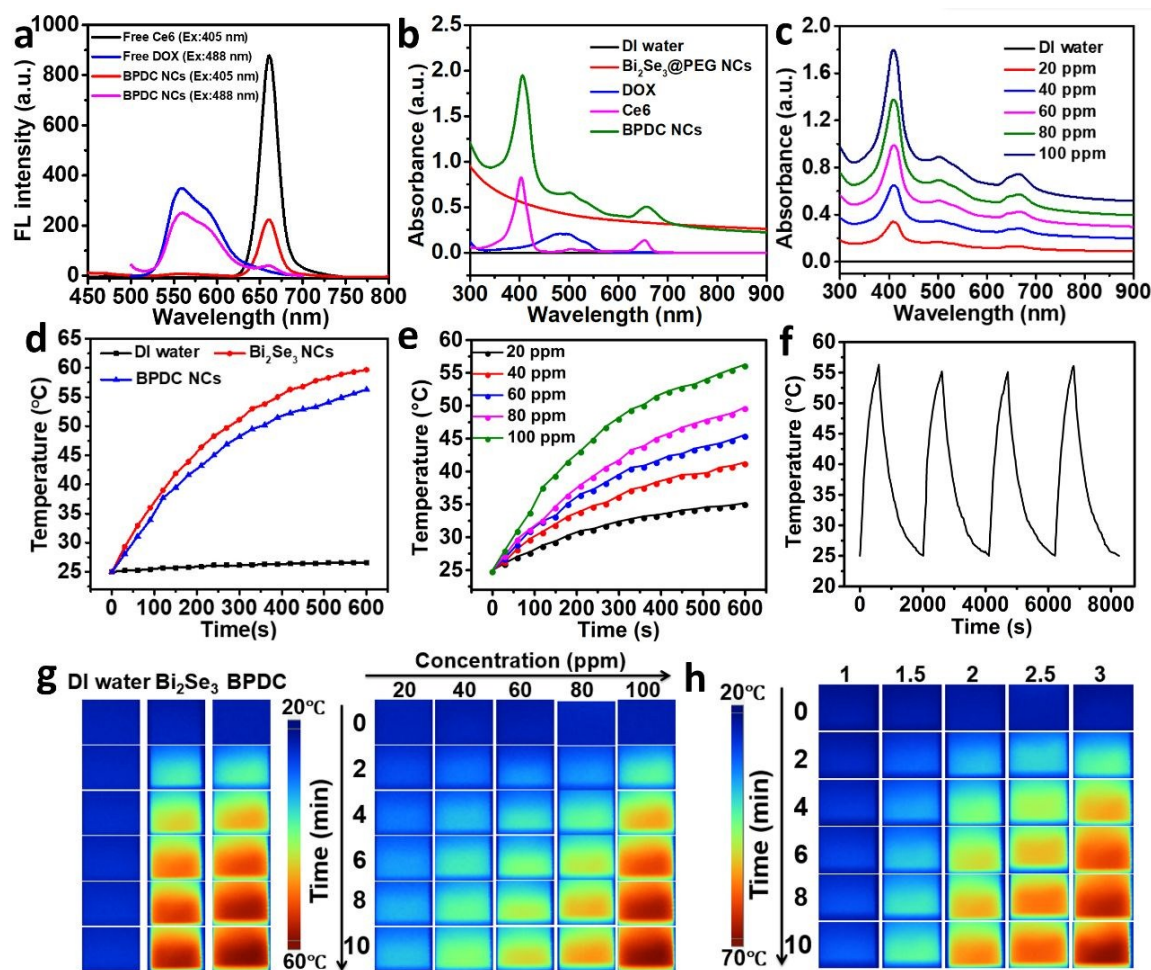 a
Free Ce6 (Ex:405 nm)
Free DOX (Ex:488 nm)
BPDC NCs (Ex:405 nm)
BPDC NCs (Ex:488 nm)
FL intensity (a.u.)
1000
800
600
400
200
0
450 500 550 600 650 700 750 800
Wavelength (nm)
b
DI water
Bi₂Se₃@PEG NCs
DOX
Ce6
BPDC NCs
Absorbance (a.u.)
2.5
2.0
1.5
1.0
0.5
0.0
300 400 500 600 700 800 900
Wavelength (nm)
c
DI water
20 ppm
40 ppm
60 ppm
80 ppm
100 ppm
Absorbance (a.u.)
2.0
1.6
1.2
0.8
0.4
0.0
300 400 500 600 700 800 900
Wavelength (nm)
d
DI water
Bi₂Se₃ NCs
BPDC NCs
Temperature (°C)
65
60
55
50
45
40
35
30
25
0 100 200 300 400 500 600
Time(s)
e
20 ppm
40 ppm
60 ppm
80 ppm
100 ppm
Temperature (°C)
60
55
50
45
40
35
30
25
0 100 200 300 400 500 600
Time (s)
f
Temperature (°C)
60
55
50
45
40
35
30
25
20
0 2000 4000 6000 8000
Time (s)
g
DI water Bi₂Se₃ BPDC
20℃
60℃
Concentration (ppm)
20 40 60 80 100
Time (min)
0
2
4
6
8
10
h
20℃
70℃
1 1.5 2 2.5 3
Time (min)
0
2
4
6
8
10